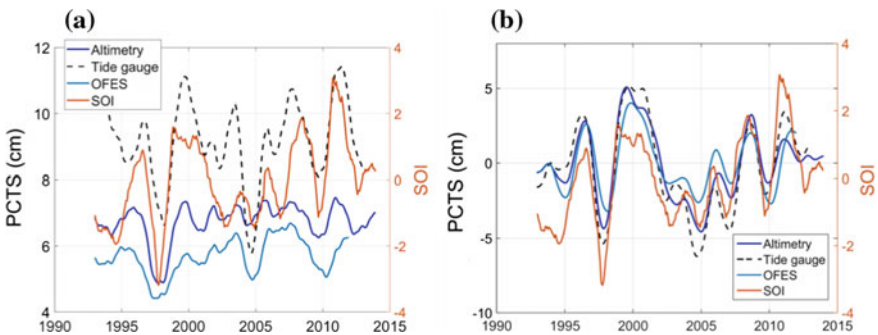 (a)
(b)
12
10
8
6
4
PCTS (cm)
Altimetry
Tide gauge
OFES
SOI
4
2
0
-2
-4
SOI
1990
1995
2000
2005
2010
2015
5
0
-5
-10
PCTS (cm)
Altimetry
Tide gauge
OFES
SOI
4
2
0
-2
-4
SOI
1990
1995
2000
2005
2010
2015